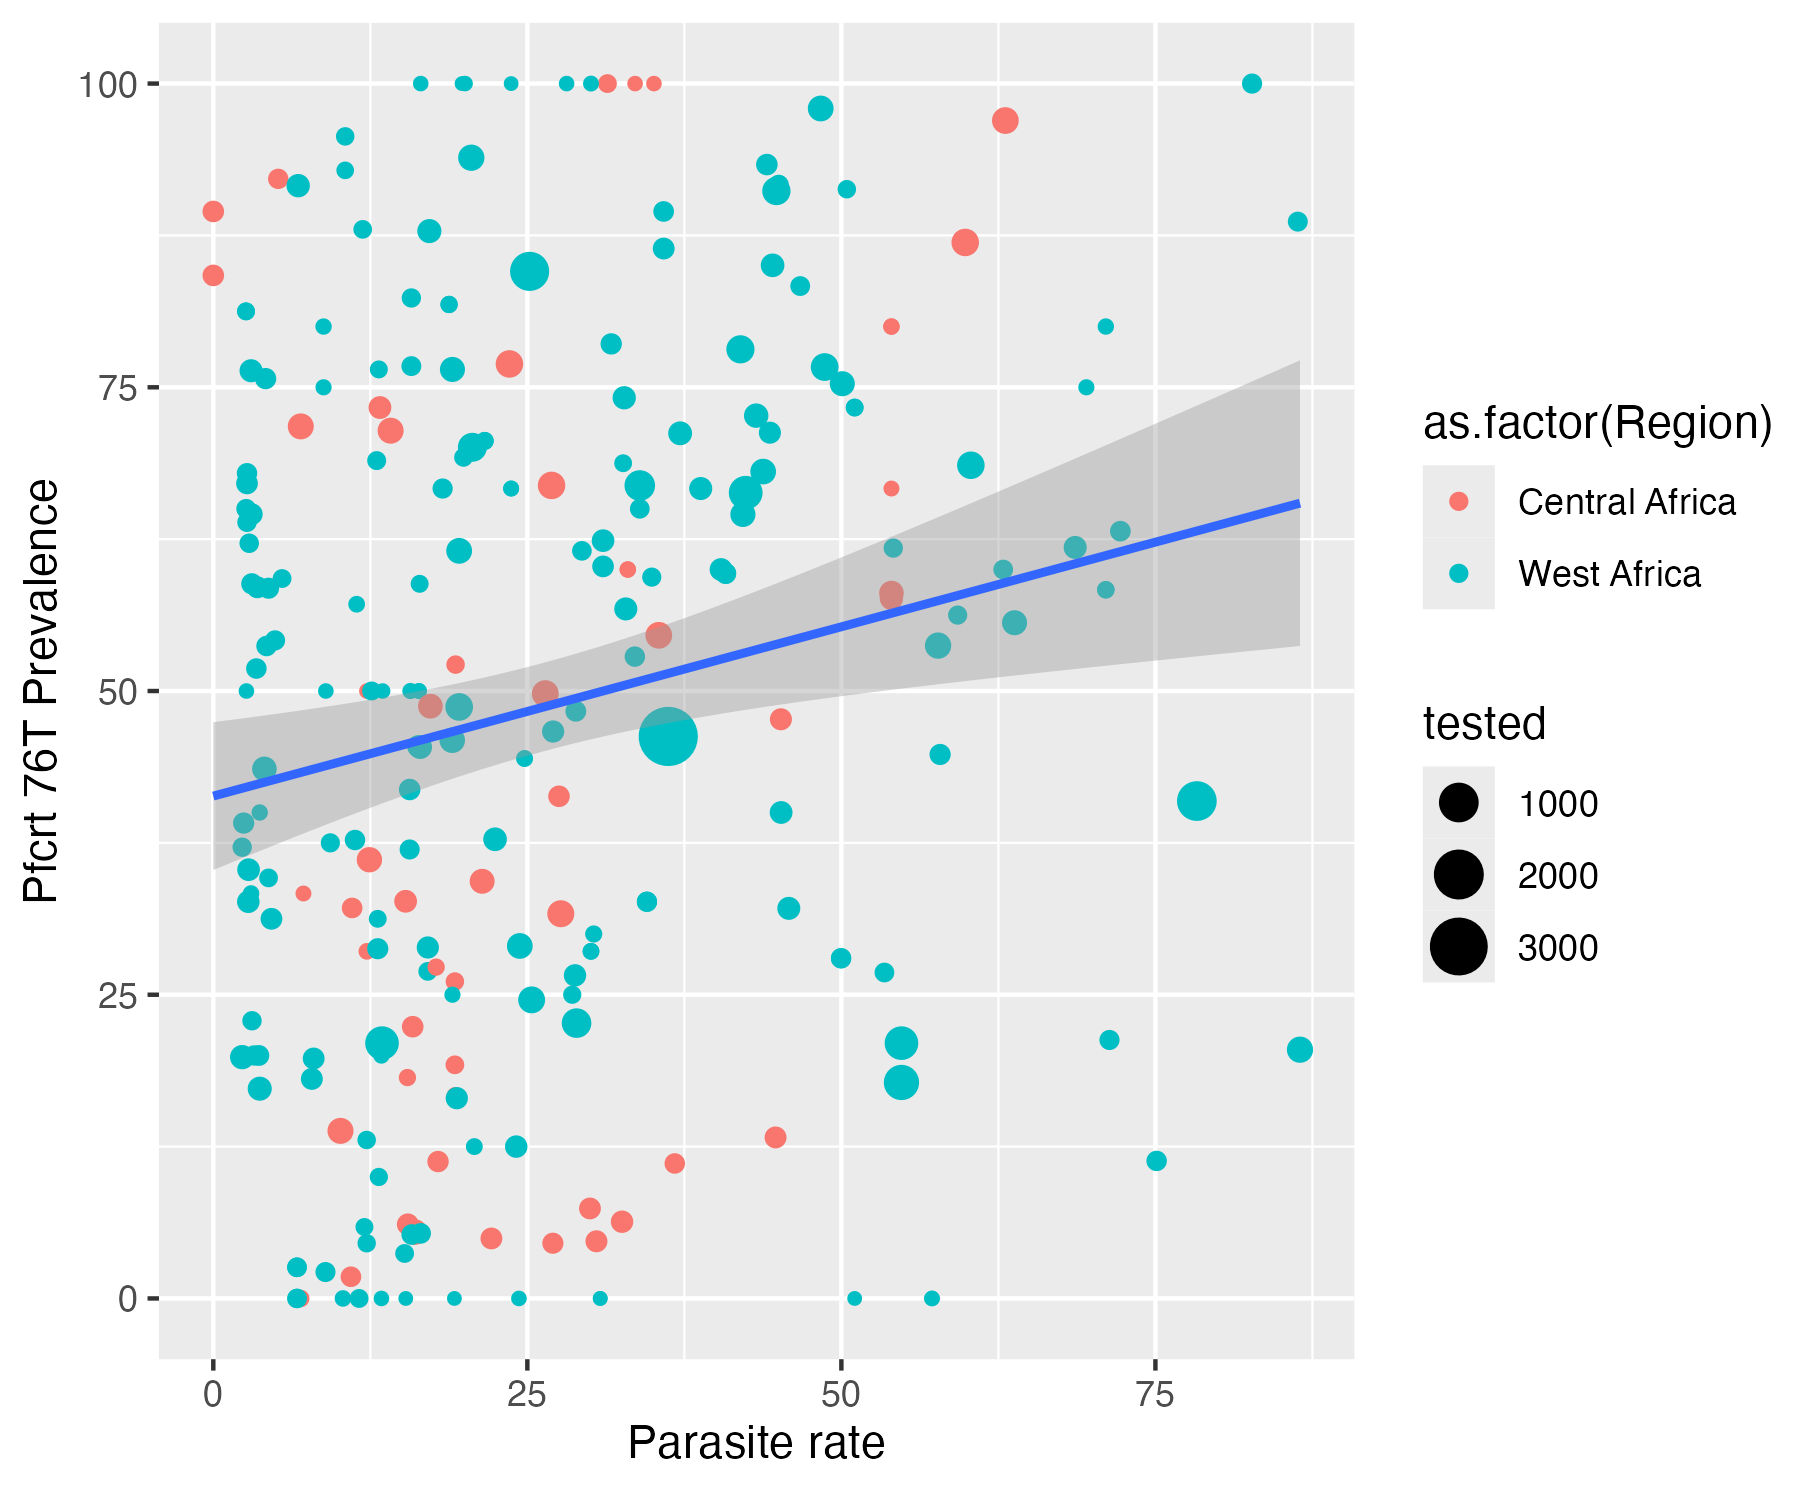 100
75
50
25
0
Pfcrt 76T Prevalence
0 25 50 75
Parasite rate
as.factor(Region)
Central Africa
West Africa
tested
1000
2000
3000